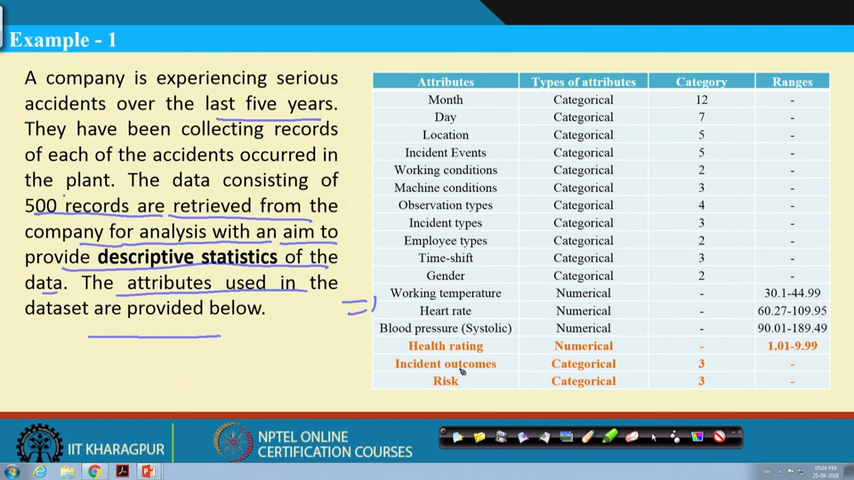 Example - 1
A company is experiencing serious
accidents over the last five years.
They have been collecting records
of each of the accidents occurred in
the plant. The data consisting of
500 records are retrieved from the
company for analysis with an aim to
provide descriptive statistics of the
data. The attributes used in the
dataset are provided below.
Attributes Types of attributes Category Ranges
Month Categorical 12 -
Day Categorical 7 -
Location Categorical 5 -
Incident Events Categorical 5 -
Working conditions Categorical 2 -
Machine conditions Categorical 3 -
Observation types Categorical 4 -
Incident types Categorical 3 -
Employee types Categorical 2 -
Time-shift Categorical 3 -
Gender Categorical 2 -
Working temperature Numerical - 30.1-44.99
Heart rate Numerical - 60.27-109.95
Blood pressure (Systolic) Numerical - 90.01-189.49
Health rating Numerical - 1.01-9.99
Incident outcomes Categorical 3 -
Risk Categorical 3 -
IIT KHARAGPUR
NPTEL ONLINE
CERTIFICATION COURSES
05:04 PM
25-09-2018